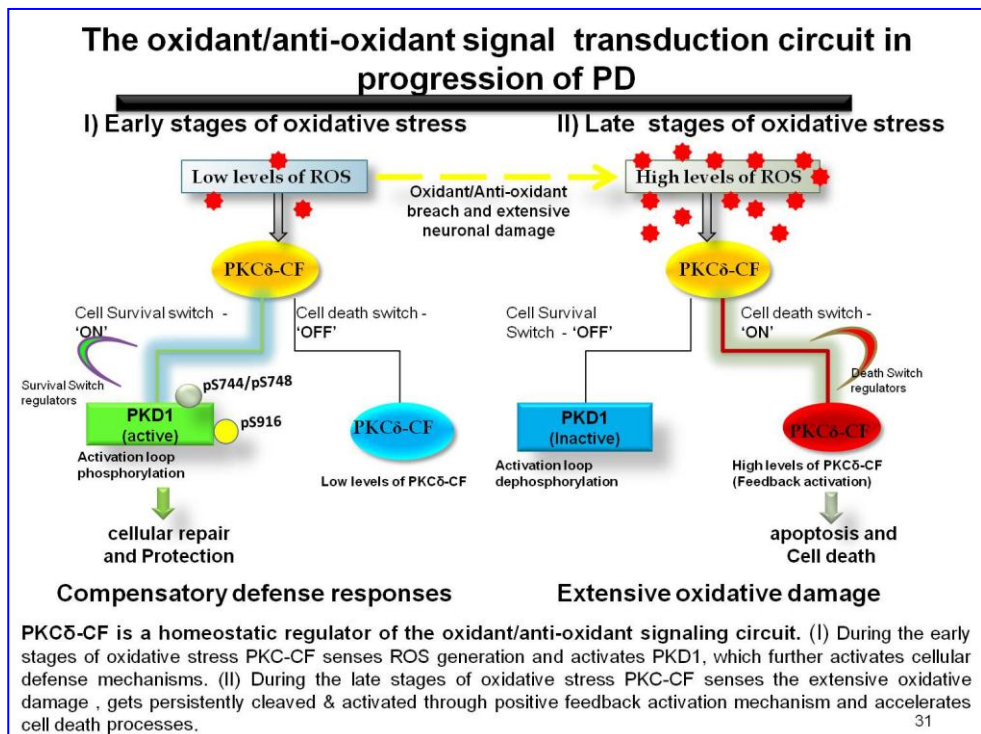 The oxidant/anti-oxidant signal transduction circuit in
progression of PD
I) Early stages of oxidative stress
II) Late stages of oxidative stress
Low levels of ROS
Oxidant/Anti-oxidant
breach and extensive
neuronal damage
High levels of ROS
PKCδ-CF
PKCδ-CF
Cell Survival switch -
‘ON’
Cell death switch -
‘OFF’
Cell Survival
Switch - ‘OFF’
Cell death switch -
‘ON’
Survival Switch
regulators
pS744/pS748
pS916
PKD1
(active)
Activation loop
phosphorylation
PKCδ-CF
Low levels of PKCδ-CF
PKD1
(Inactive)
Activation loop
dephosphorylation
Death Switch
regulators
PKCδ-CF
High levels of PKCδ-CF
(Feedback activation)
cellular repair
and Protection
apoptosis and
Cell death
Compensatory defense responses
Extensive oxidative damage
PKCδ-CF is a homeostatic regulator of the oxidant/anti-oxidant signaling circuit. (I) During the early
stages of oxidative stress PKC-CF senses ROS generation and activates PKD1, which further activates cellular
defense mechanisms. (II) During the late stages of oxidative stress PKC-CF senses the extensive oxidative
damage , gets persistently cleaved & activated through positive feedback activation mechanism and accelerates
cell death processes.
31